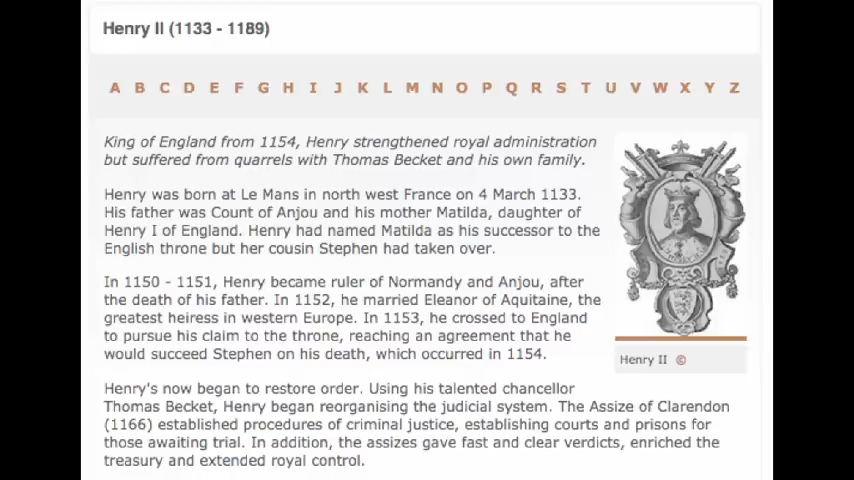 Henry II (1133 - 1189)
A B C D E F G H I J K L M N O P Q R S T U V W X Y Z
King of England from 1154, Henry strengthened royal administration
but suffered from quarrels with Thomas Becket and his own family.
Henry was born at Le Mans in north west France on 4 March 1133.
His father was Count of Anjou and his mother Matilda, daughter of
Henry I of England. Henry had named Matilda as his successor to the
English throne but her cousin Stephen had taken over.
In 1150 - 1151, Henry became ruler of Normandy and Anjou, after
the death of his father. In 1152, he married Eleanor of Aquitaine, the
greatest heiress in western Europe. In 1153, he crossed to England
to pursue his claim to the throne, reaching an agreement that he
would succeed Stephen on his death, which occurred in 1154.
Henry II ©
Henry's now began to restore order. Using his talented chancellor
Thomas Becket, Henry began reorganising the judicial system. The Assize of Clarendon
(1166) established procedures of criminal justice, establishing courts and prisons for
those awaiting trial. In addition, the assizes gave fast and clear verdicts, enriched the
treasury and extended royal control.